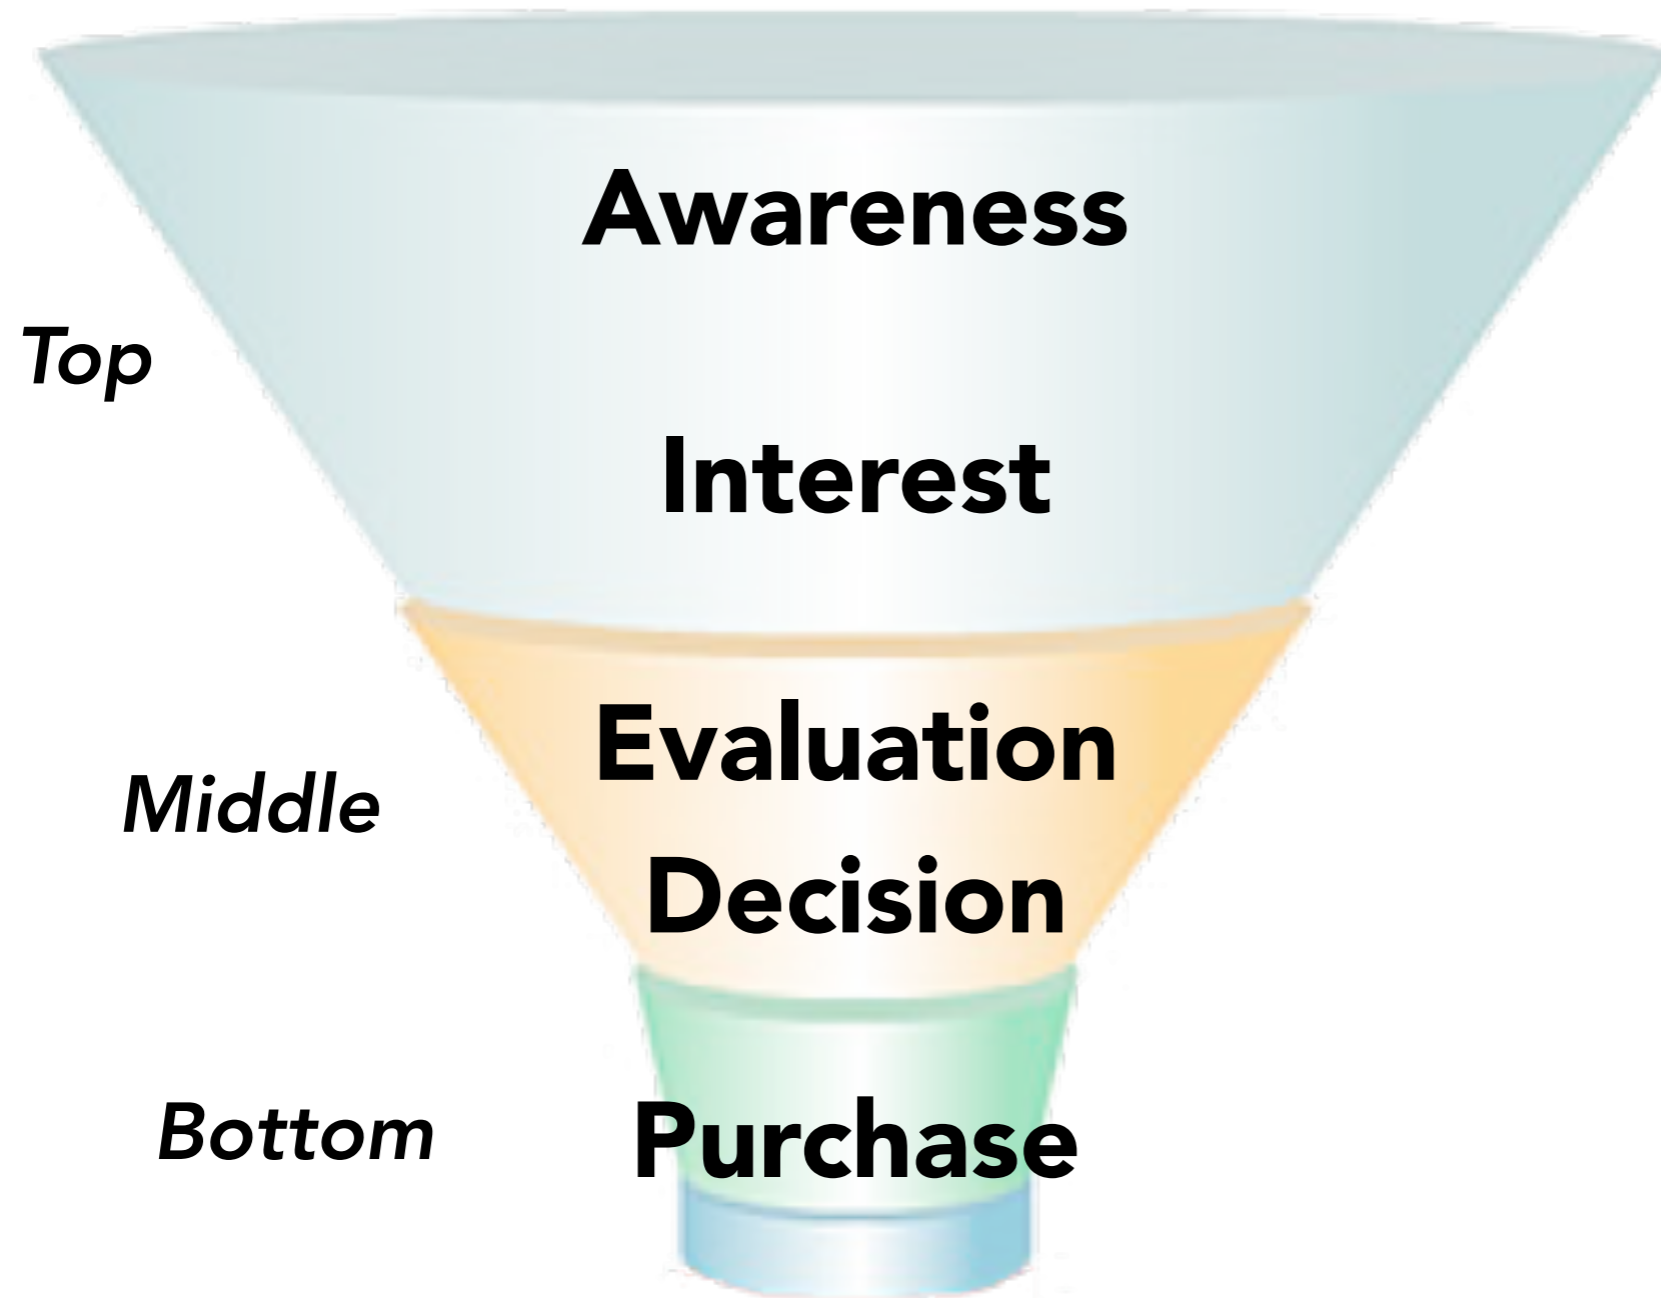 Awareness
Top
Interest
Evaluation
Middle
Decision
Bottom
Purchase